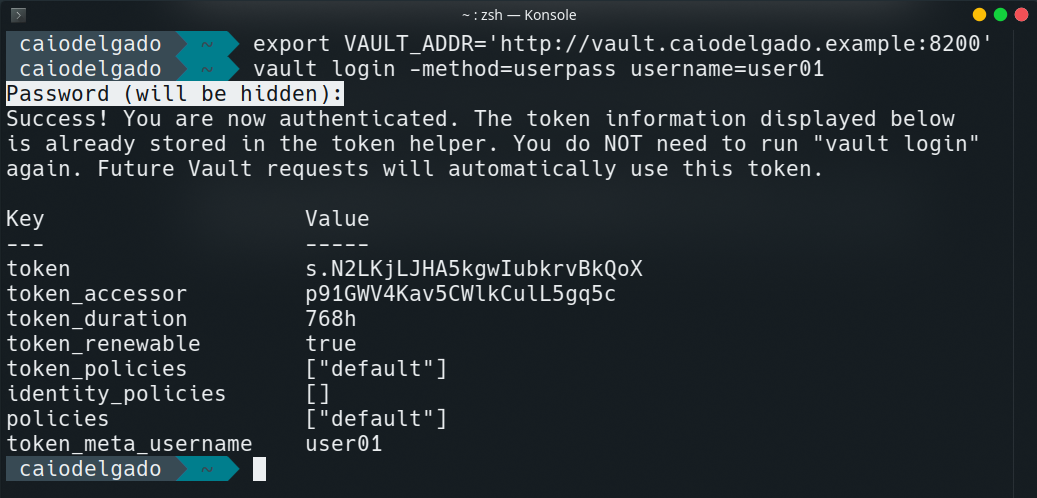 ~ : zsh — Konsole
caiodelgado ~ export VAULT_ADDR='http://vault.caiodelgado.example:8200'
caiodelgado ~ vault login -method=userpass username=user01
Password (will be hidden):
Success! You are now authenticated. The token information displayed below
is already stored in the token helper. You do NOT need to run "vault login"
again. Future Vault requests will automatically use this token.
Key Value
--- -----
token s.N2LKjLJHA5kgwIubkrvBkQoX
token_accessor p91GWV4Kav5CWlkCulL5gq5c
token_duration 768h
token_renewable true
token_policies ["default"]
identity_policies []
policies ["default"]
token_meta_username user01
caiodelgado ~